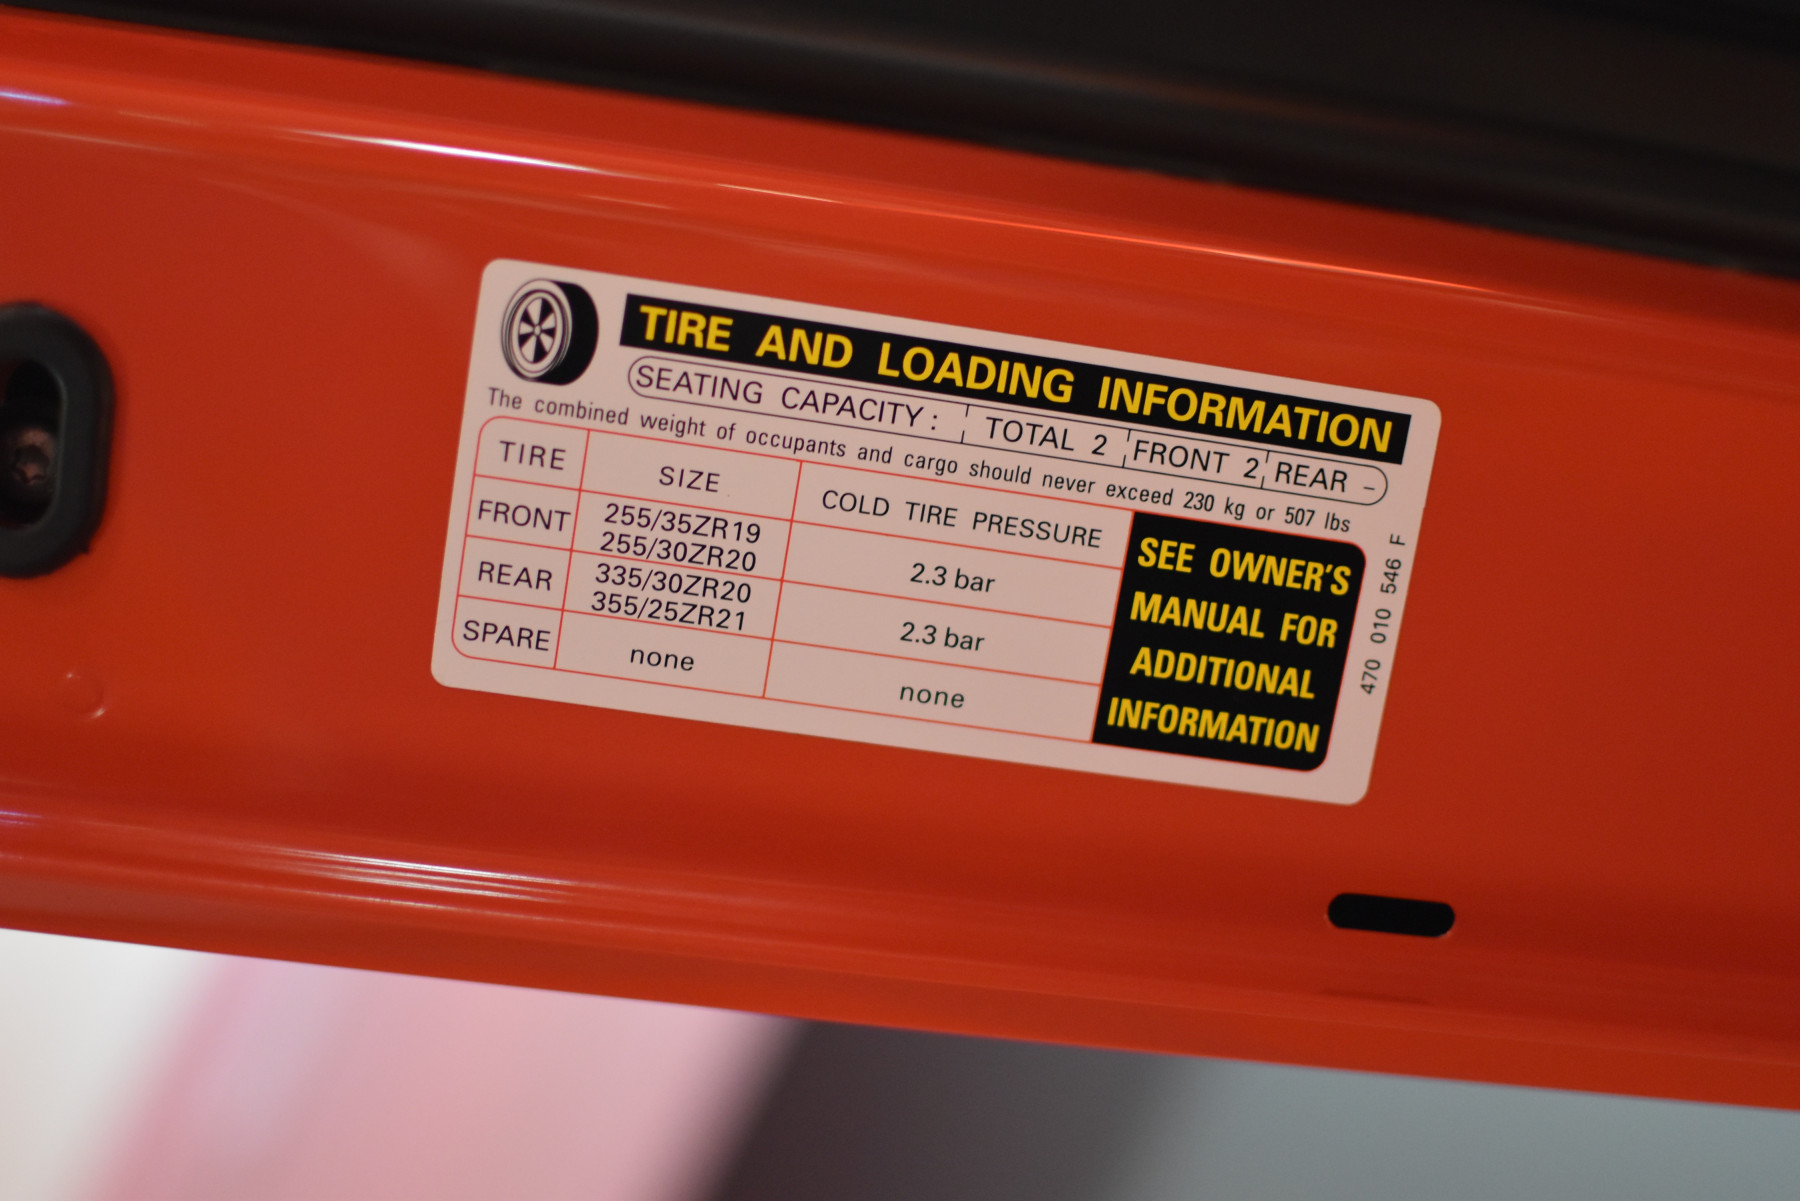 TIRE AND LOADING INFORMATION
SEATING CAPACITY: TOTAL 2 FRONT 2 REAR –
The combined weight of occupants and cargo should never exceed 230 kg or 507 lbs
TIRE SIZE COLD TIRE PRESSURE
FRONT 255/35ZR19 2.3 bar
255/30ZR20
REAR 335/30ZR20 2.3 bar
355/25ZR21
SPARE none none
SEE OWNER'S
MANUAL FOR
ADDITIONAL
INFORMATION
470 010 546 F